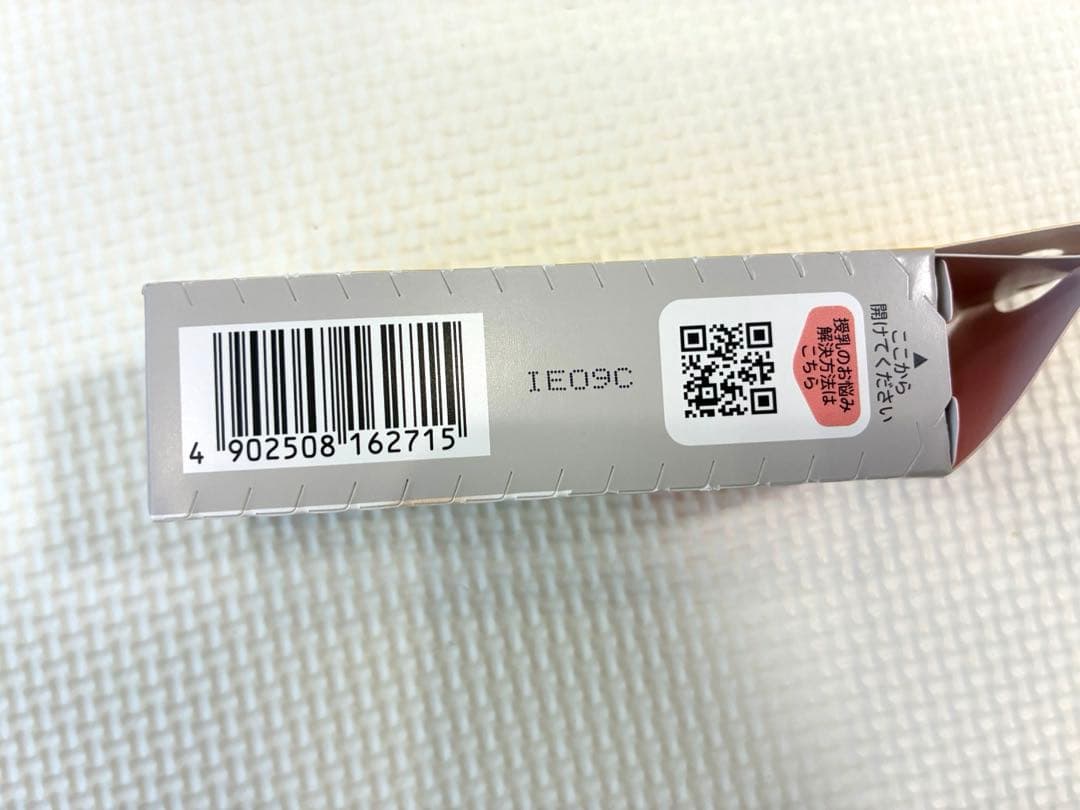 4 902508 162715
IE09C
授乳のお悩み
解決方法は
こちら
ここから
開けてください